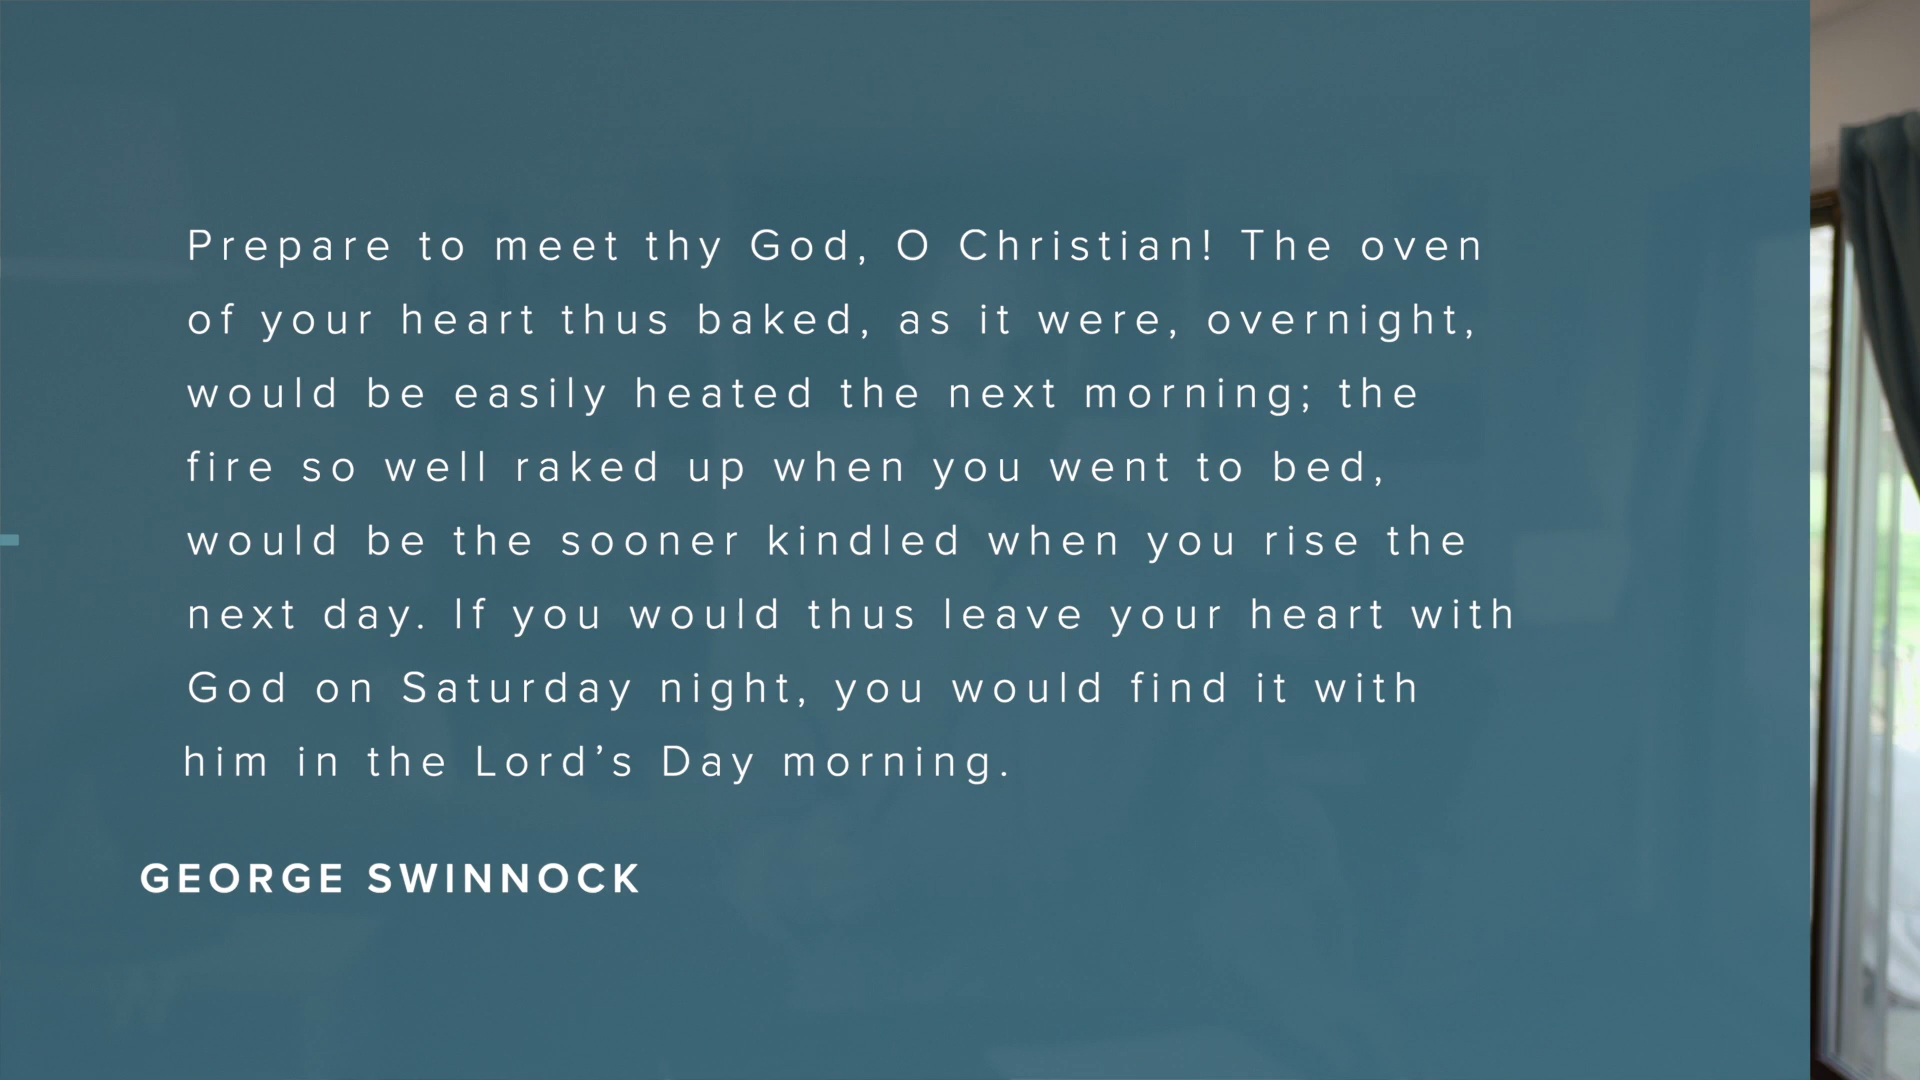 Prepare to meet thy God, O Christian! The oven
of your heart thus baked, as it were, overnight,
would be easily heated the next morning; the
fire so well raked up when you went to bed,
would be the sooner kindled when you rise the
next day. If you would thus leave your heart with
God on Saturday night, you would find it with
him in the Lord’s Day morning.
GEORGE SWINNOCK